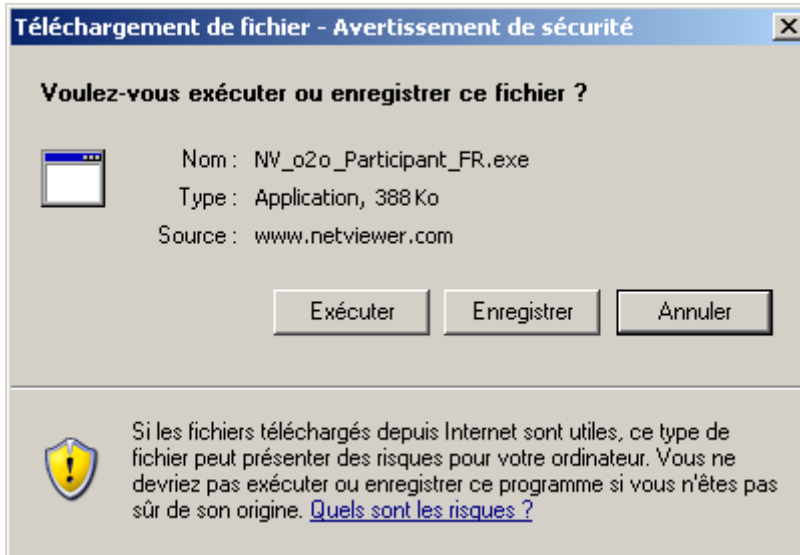 Téléchargement de fichier - Avertissement de sécurité
Voulez-vous exécuter ou enregistrer ce fichier ?
Nom : NV_o2o_Participant_FR.exe
Type : Application, 388 Ko
Source : www.netviewer.com
Exécuter Enregistrer Annuler
Si les fichiers téléchargés depuis Internet sont utiles, ce type de
fichier peut présenter des risques pour votre ordinateur. Vous ne
devriez pas exécuter ou enregistrer ce programme si vous n'êtes pas
sûr de son origine. Quels sont les risques ?